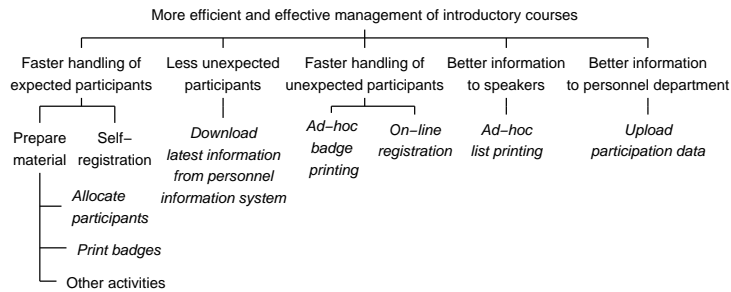 More efficient and effective management of introductory courses
Faster handling of
expected participants
Less unexpected
participants
Faster handling of
unexpected participants
Better information
to speakers
Better information
to personnel department
Prepare
material
Self−
registration
Download
latest information
from personnel
information system
Ad−hoc
badge
printing
On−line
registration
Ad−hoc
list printing
Upload
participation data
Allocate
participants
Print badges
Other activities